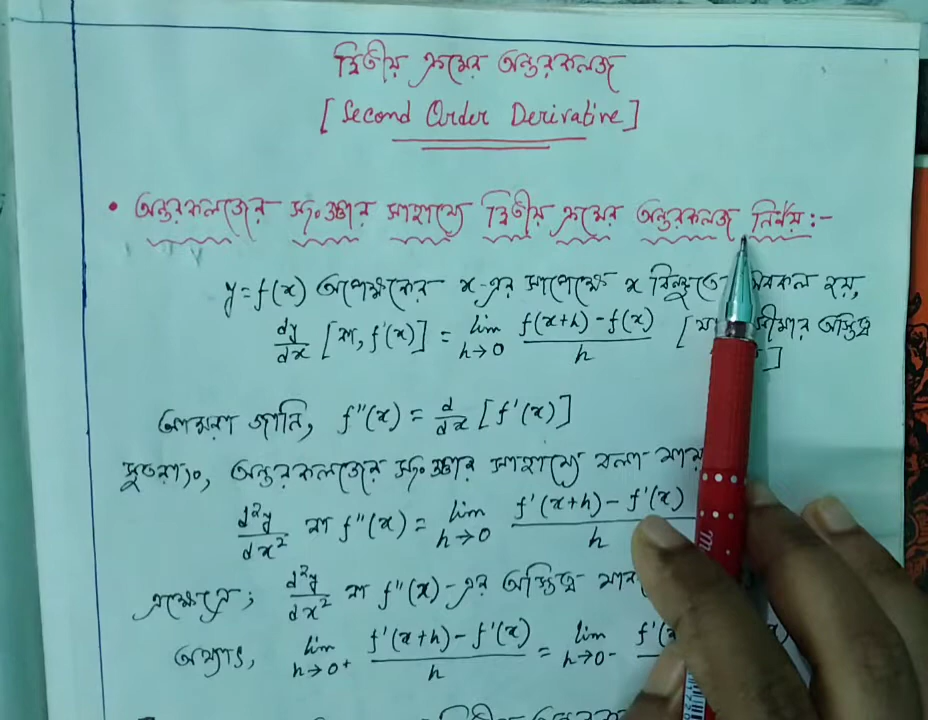 দ্বিতীয় ক্রমের অন্তরকলজ
[Second Order Derivative]
• অন্তরকলজের সংজ্ঞার সাহায্যে দ্বিতীয় ক্রমের অন্তরকলজ নির্ণয় :-
y = f(x) অপেক্ষকের x-এর সাপেক্ষে x বিন্দুতে হয়,
dy/dx [বা, f'(x)] = lim h→0 f(x+h) - f(x) / h [যা সীমার অস্তিত্ব ]
আমরা জানি, f''(x) = d/dx [f'(x)]
সুতরাং, অন্তরকলজের সংজ্ঞার সাহায্যে বলা যায়
d²y/dx² বা f''(x) = lim h→0 f'(x+h) - f'(x) / h
এক্ষেত্রে, d²y/dx² বা f''(x)-এর অস্তিত্ব
অর্থাৎ, lim h→0+ f'(x+h) - f'(x) / h = lim h→0-